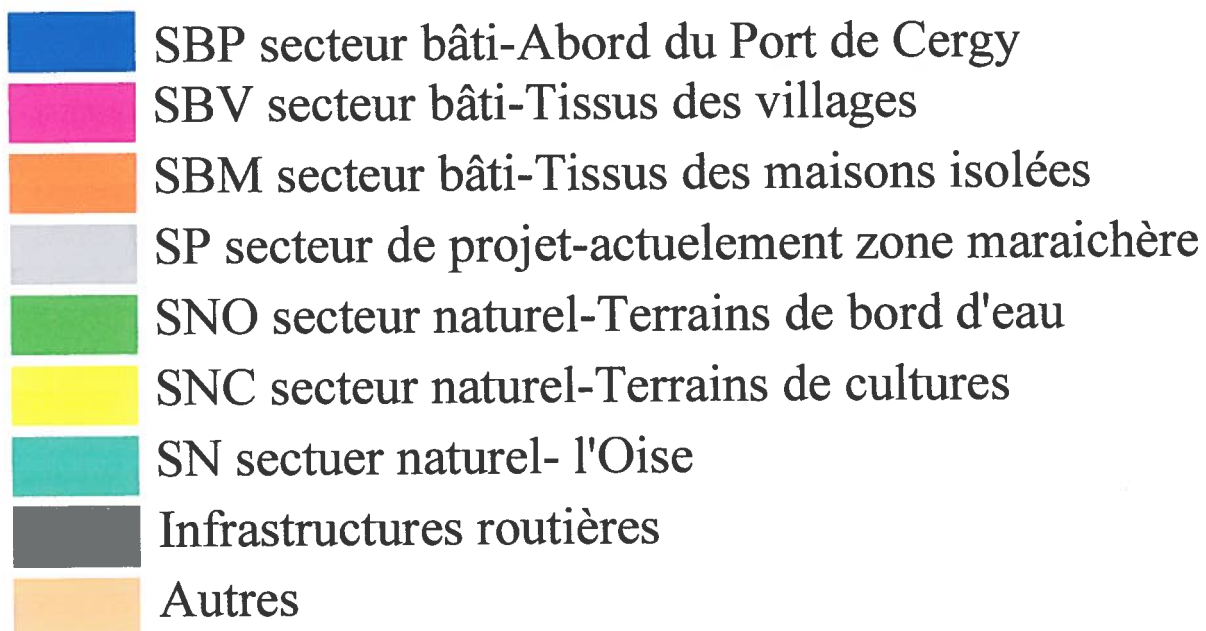 SBP secteur bâti-Abord du Port de Cergy
SBV secteur bâti-Tissus des villages
SBM secteur bâti-Tissus des maisons isolées
SP secteur de projet-actuelement zone maraichère
SNO secteur naturel-Terrains de bord d'eau
SNC secteur naturel-Terrains de cultures
SN sectuer naturel- l'Oise
Infrastructures routières
Autres